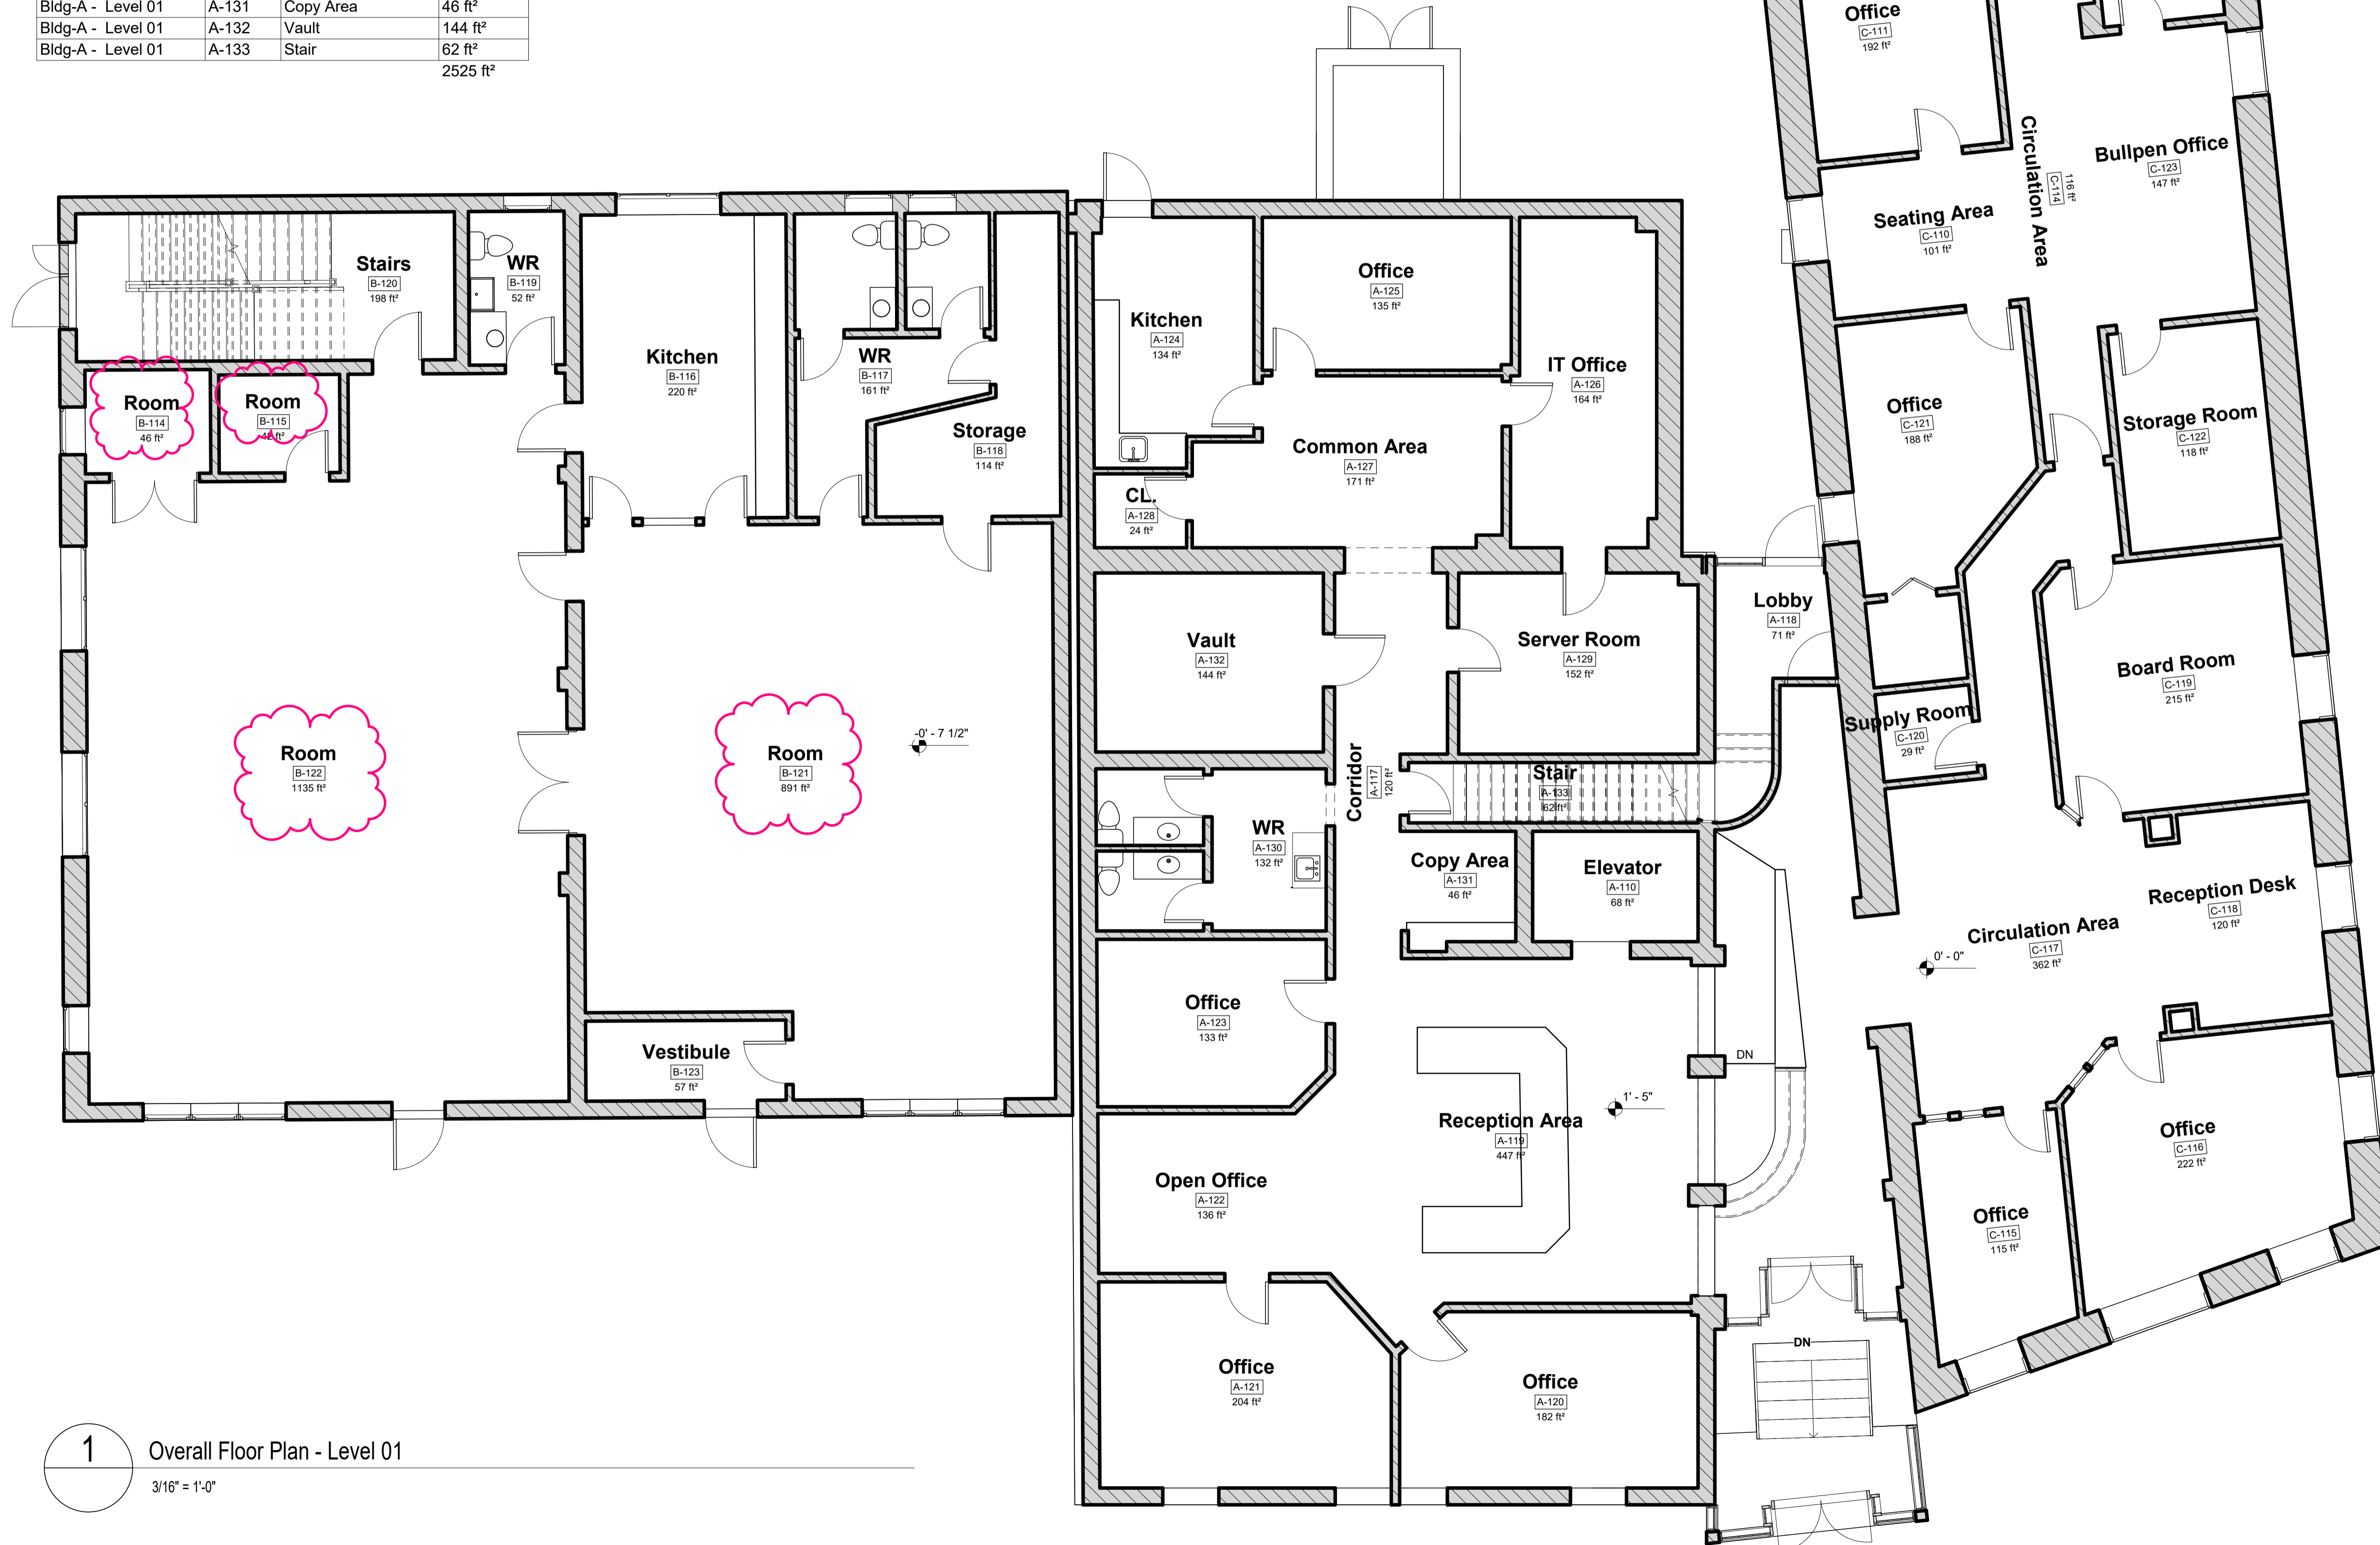 Bldg-A - Level 01 A-131 Copy Area 46 ft²
Bldg-A - Level 01 A-132 Vault 144 ft²
Bldg-A - Level 01 A-133 Stair 62 ft²
2525 ft²
Office
C-111
192 ft²
Circulation Area
C-114
116 ft²
Bullpen Office
C-123
147 ft²
Seating Area
C-110
101 ft²
Stairs
B-120
198 ft²
WR
B-119
52 ft²
Kitchen
B-116
220 ft²
WR
B-117
161 ft²
Storage
B-118
114 ft²
Room
B-114
46 ft²
Room
B-115
42 ft²
Kitchen
A-124
134 ft²
Office
A-125
135 ft²
IT Office
A-126
164 ft²
Common Area
A-127
171 ft²
CL.
A-128
24 ft²
Office
C-121
188 ft²
Storage Room
C-122
118 ft²
Vault
A-132
144 ft²
Server Room
A-129
152 ft²
Lobby
A-118
71 ft²
Board Room
C-119
215 ft²
Supply Room
C-120
29 ft²
Room
B-122
1135 ft²
Room
B-121
891 ft²
-0' - 7 1/2"
Corridor
A-117
120 ft²
Stair
A-133
62 ft²
WR
A-130
132 ft²
Copy Area
A-131
46 ft²
Elevator
A-110
68 ft²
Reception Desk
C-118
120 ft²
Circulation Area
C-117
362 ft²
0' - 0"
Office
A-123
133 ft²
Vestibule
B-123
57 ft²
DN
Reception Area
A-119
447 ft²
1' - 5"
Open Office
A-122
136 ft²
Office
C-116
222 ft²
Office
C-115
115 ft²
DN
Office
A-121
204 ft²
Office
A-120
182 ft²
1
Overall Floor Plan - Level 01
3/16" = 1'-0"